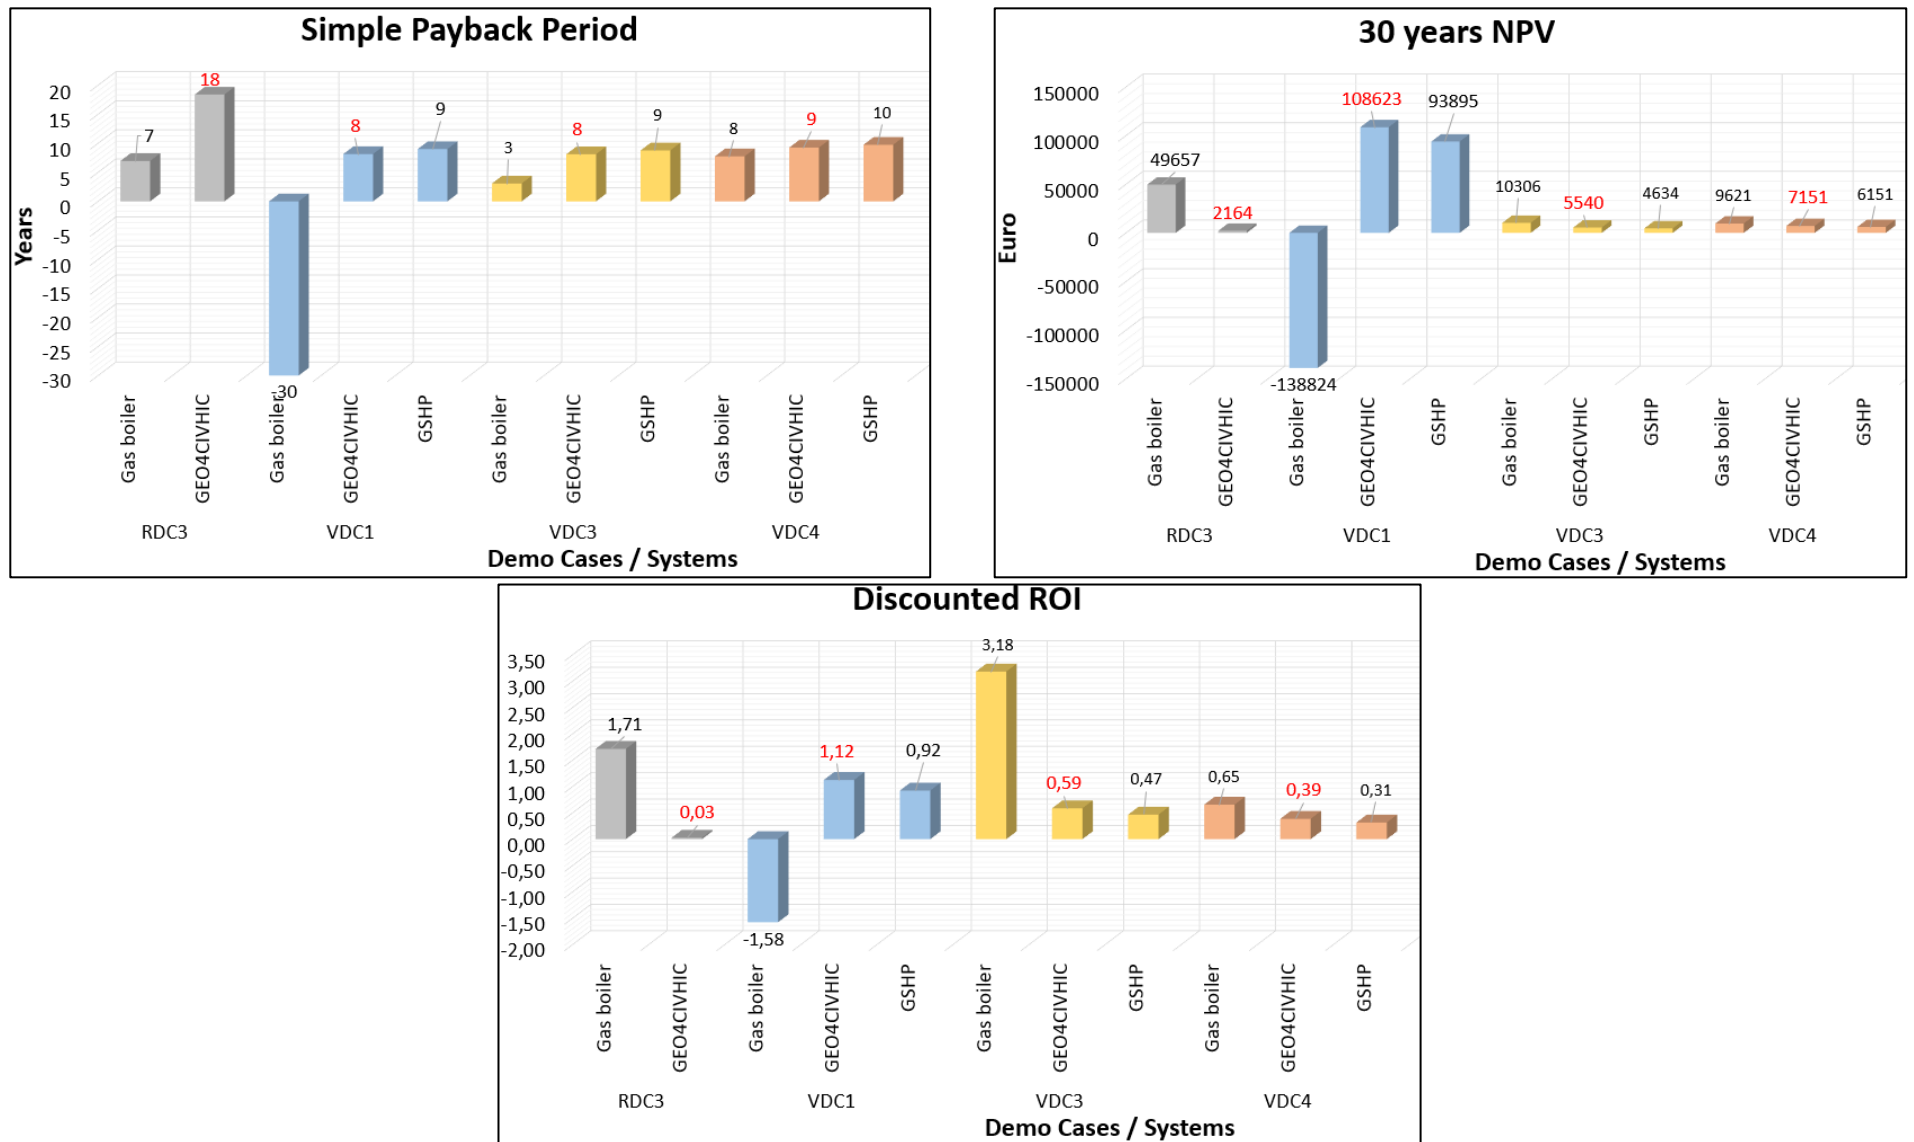 Simple Payback Period
20
15
10
5
0
-5
-10
-15
-20
-25
-30
Years
7
18
-30
8
9
3
8
9
8
9
10
Gas boiler
GEO4CIVHIC
Gas boiler
GEO4CIVHIC
GSHP
Gas boiler
GEO4CIVHIC
GSHP
Gas boiler
GEO4CIVHIC
GSHP
RDC3
VDC1
VDC3
VDC4
Demo Cases / Systems
30 years NPV
150000
100000
50000
0
-50000
-100000
-150000
Euro
49657
2164
-138824
108623
93895
10306
5540
4634
9621
7151
6151
Gas boiler
GEO4CIVHIC
Gas boiler
GEO4CIVHIC
GSHP
Gas boiler
GEO4CIVHIC
GSHP
Gas boiler
GEO4CIVHIC
GSHP
RDC3
VDC1
VDC3
VDC4
Demo Cases / Systems
Discounted ROI
3,50
3,00
2,50
2,00
1,50
1,00
0,50
0,00
-0,50
-1,00
-1,50
-2,00
1,71
0,03
-1,58
1,12
0,92
3,18
0,59
0,47
0,65
0,39
0,31
Gas boiler
GEO4CIVHIC
Gas boiler
GEO4CIVHIC
GSHP
Gas boiler
GEO4CIVHIC
GSHP
Gas boiler
GEO4CIVHIC
GSHP
RDC3
VDC1
VDC3
VDC4
Demo Cases / Systems